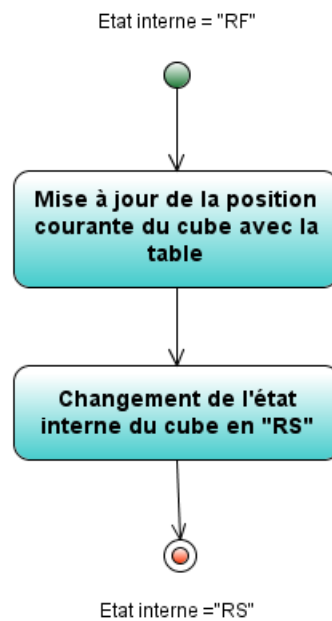 Etat interne = "RF"
Mise à jour de la position
courante du cube avec la
table
Changement de l'état
interne du cube en "RS"
Etat interne ="RS"